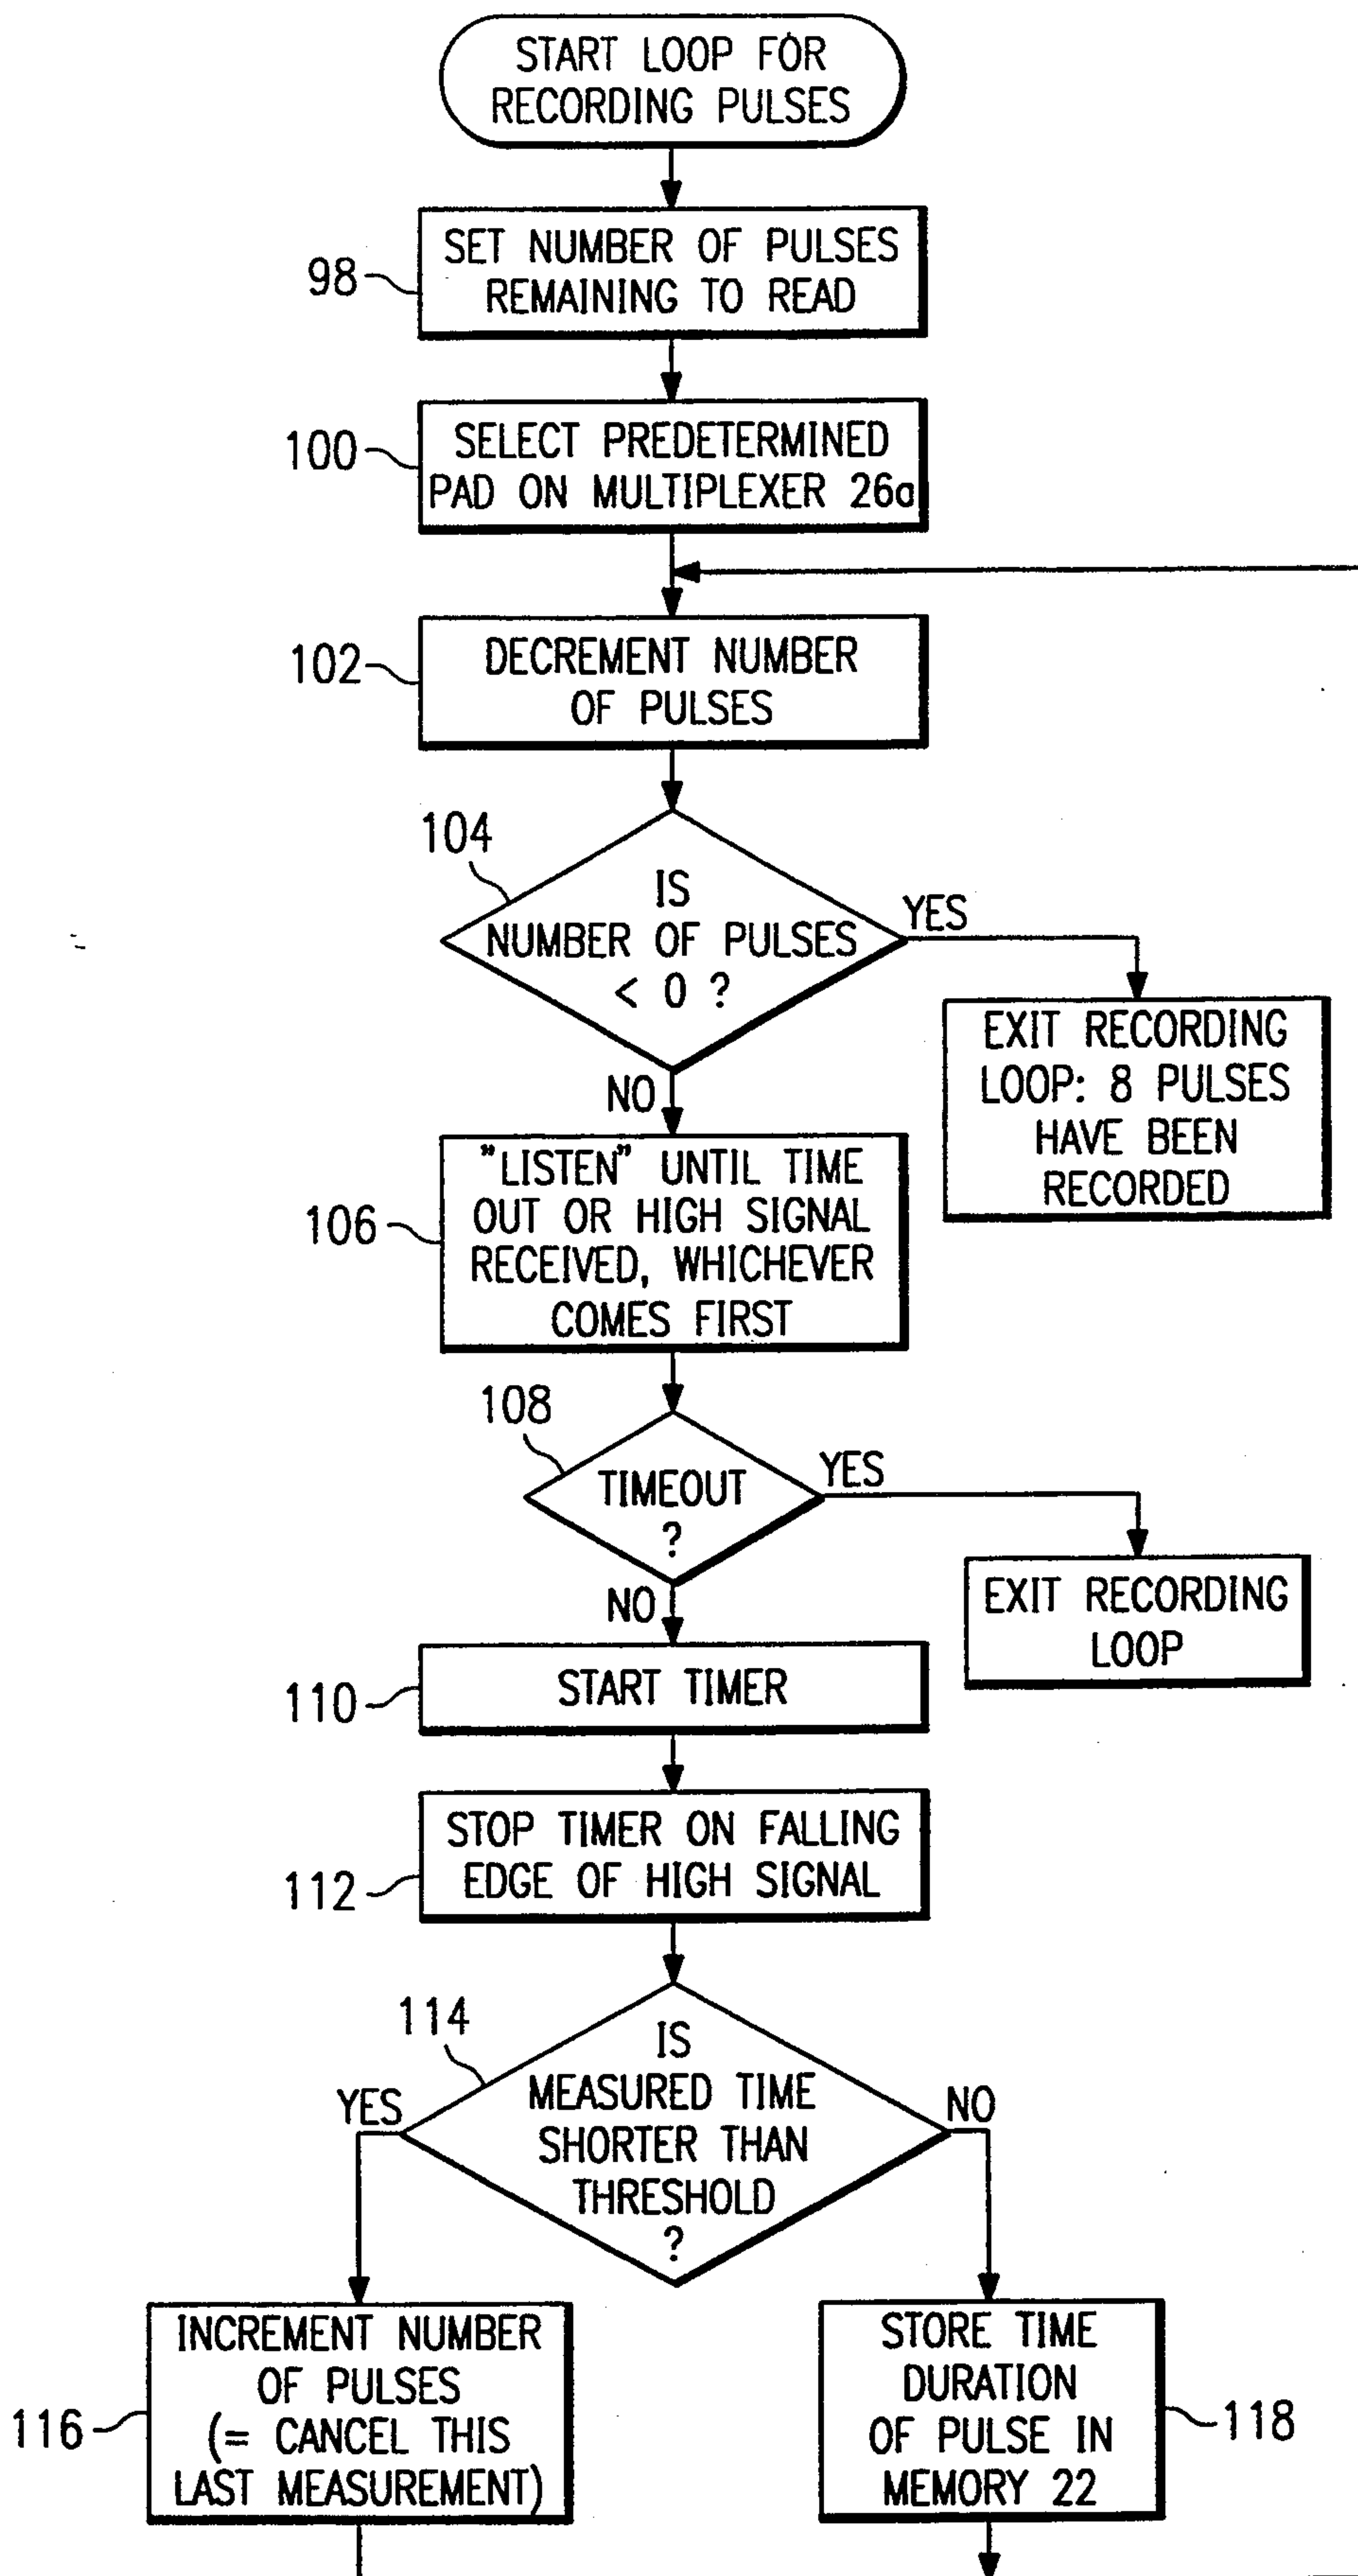 START LOOP FOR
RECORDING PULSES
98
SET NUMBER OF PULSES
REMAINING TO READ
100
SELECT PREDETERMINED
PAD ON MULTIPLEXER 26a
102
DECREMENT NUMBER
OF PULSES
104
IS
NUMBER OF PULSES
< 0 ?
YES
NO
EXIT RECORDING
LOOP: 8 PULSES
HAVE BEEN
RECORDED
106
"LISTEN" UNTIL TIME
OUT OR HIGH SIGNAL
RECEIVED, WHICHEVER
COMES FIRST
108
TIMEOUT
?
YES
NO
EXIT RECORDING
LOOP
110
START TIMER
112
STOP TIMER ON FALLING
EDGE OF HIGH SIGNAL
114
IS
MEASURED TIME
SHORTER THAN
THRESHOLD
?
YES
NO
116
INCREMENT NUMBER
OF PULSES
(= CANCEL THIS
LAST MEASUREMENT)
STORE TIME
DURATION
OF PULSE IN
MEMORY 22
118